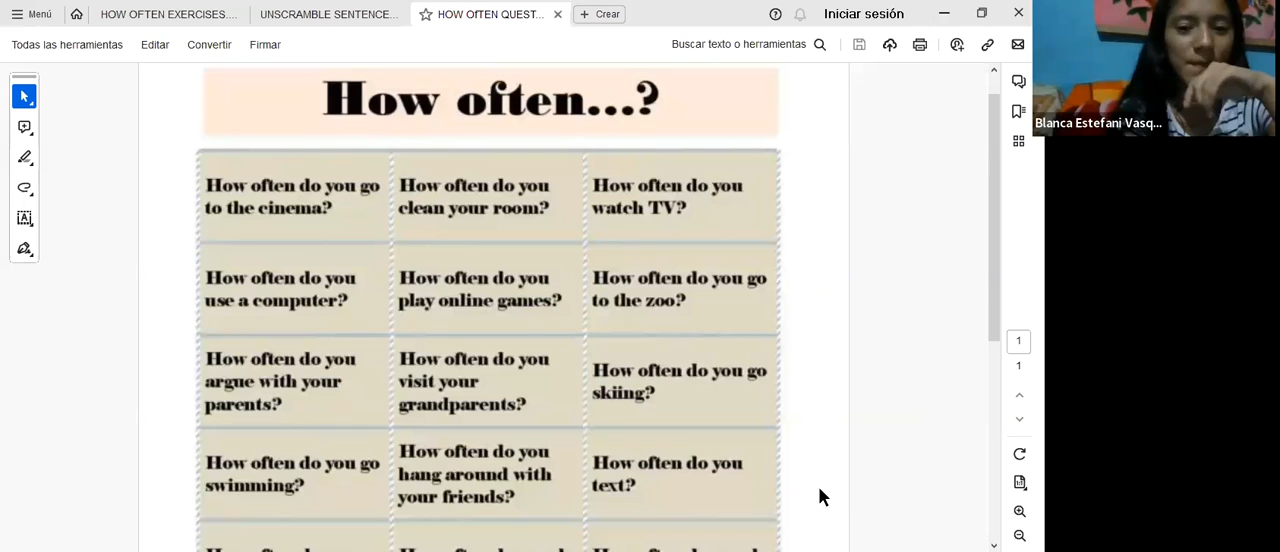 Menú
HOW OFTEN EXERCISES....
UNSCRAMBLE SENTENCE...
HOW OFTEN QUEST...
Crear
Iniciar sesión
Todas las herramientas
Editar
Convertir
Firmar
Buscar texto o herramientas
Blanca Estefani Vasq...
How often...?
How often do you go
to the cinema?
How often do you
clean your room?
How often do you
watch TV?
How often do you
use a computer?
How often do you
play online games?
How often do you go
to the zoo?
How often do you
argue with your
parents?
How often do you
visit your
grandparents?
How often do you go
skiing?
How often do you go
swimming?
How often do you
hang around with
your friends?
How often do you
text?
1
1